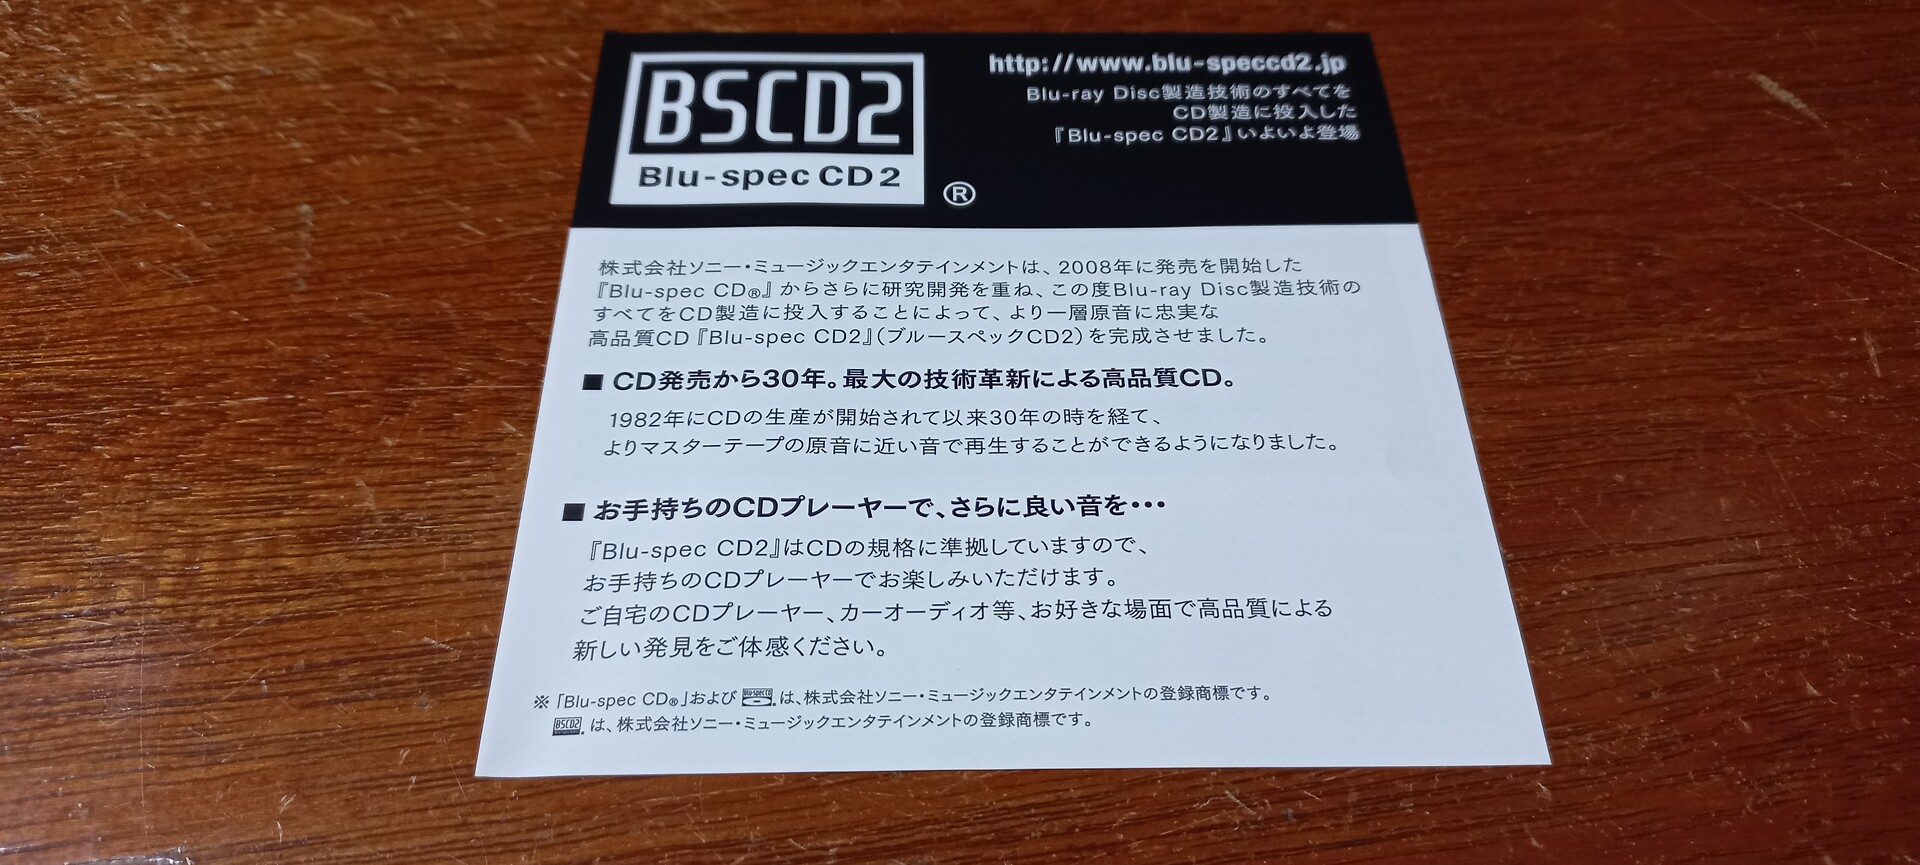 BSCD2
Blu-spec CD2
®
http://www.blu-speccd2.jp
Blu-ray Disc製造技術のすべてを
CD製造に投入した
『Blu-spec CD2』いよいよ登場
株式会社ソニー・ミュージックエンタテインメントは、2008年に発売を開始した
『Blu-spec CD®』からさらに研究開発を重ね、この度Blu-ray Disc製造技術の
すべてをCD製造に投入することによって、より一層原音に忠実な
高品質CD『Blu-spec CD2』(ブルースペックCD2)を完成させました。
■ CD発売から30年。最大の技術革新による高品質CD。
1982年にCDの生産が開始されて以来30年の時を経て、
よりマスターテープの原音に近い音で再生することができるようになりました。
■ お手持ちのCDプレーヤーで、さらに良い音を・・・
『Blu-spec CD2』はCDの規格に準拠していますので、
お手持ちのCDプレーヤーでお楽しみいただけます。
ご自宅のCDプレーヤー、カーオーディオ等、お好きな場面で高品質による
新しい発見をご体感ください。
※「Blu-spec CD®」および Blu-specCD は、株式会社ソニー・ミュージックエンタテインメントの登録商標です。
BSCD2 は、株式会社ソニー・ミュージックエンタテインメントの登録商標です。